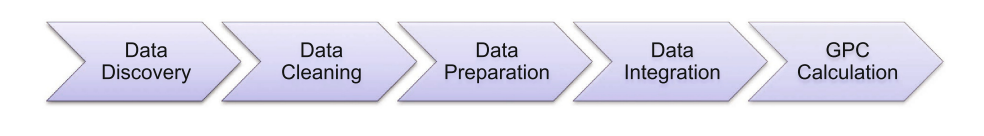 Data
Discovery
Data
Cleaning
Data
Preparation
Data
Integration
GPC
Calculation